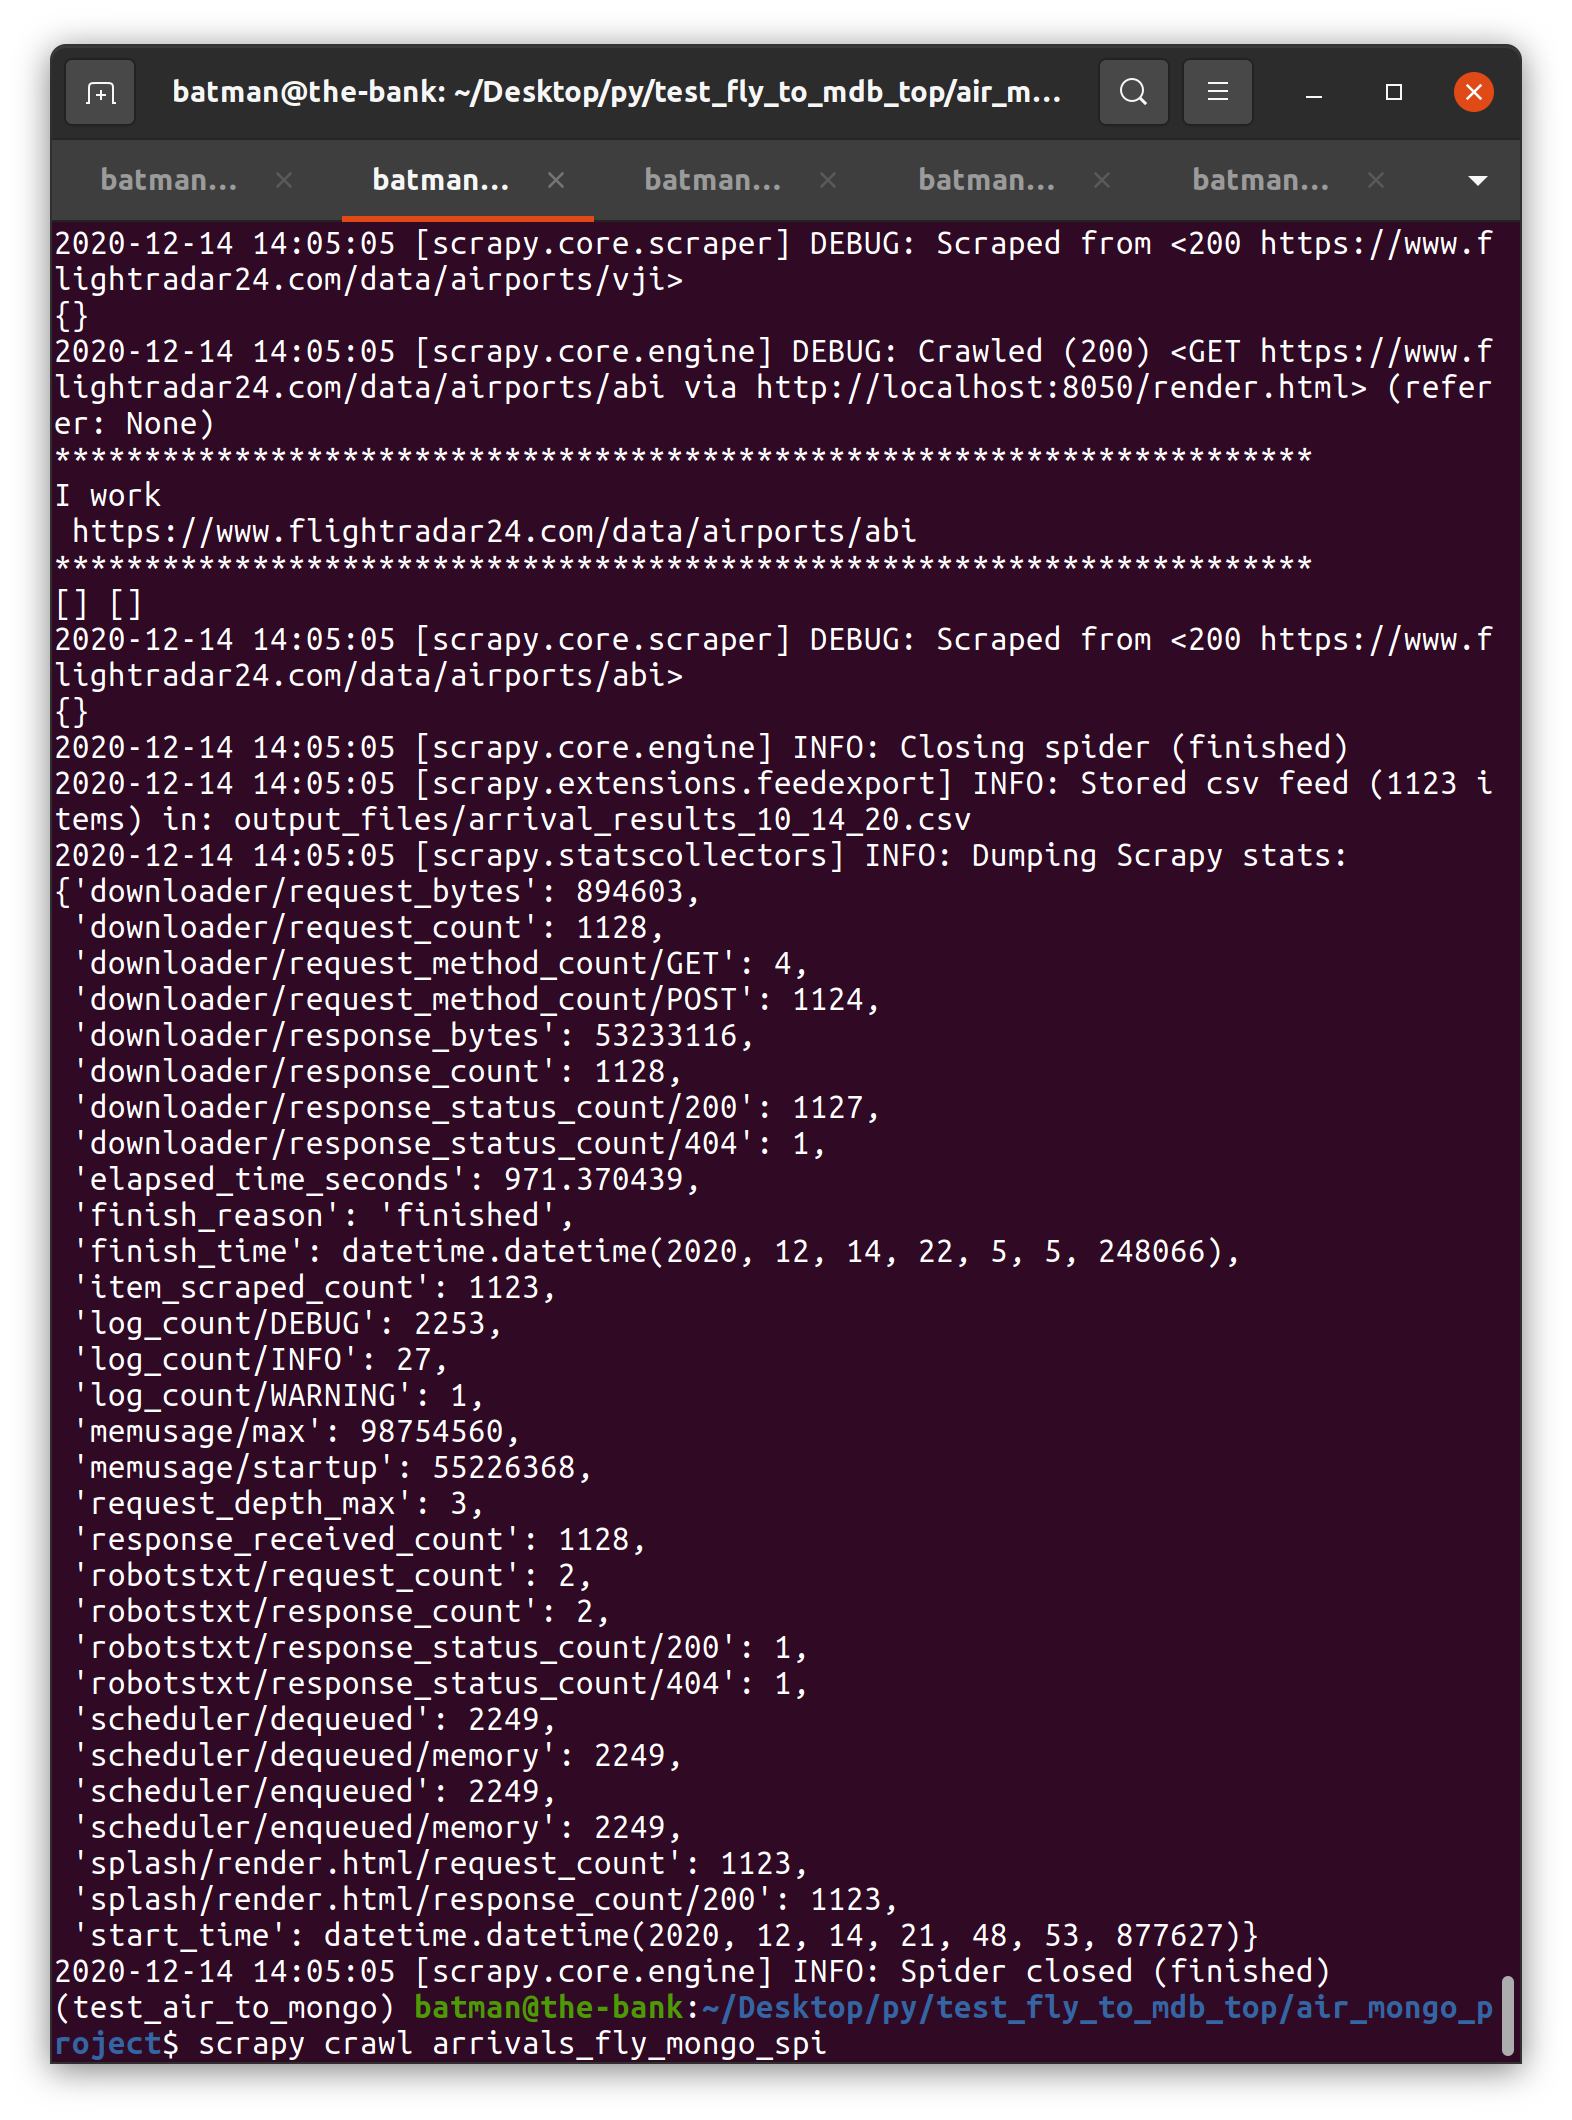 batman@the-bank: ~/Desktop/py/test_fly_to_mdb_top/air_m...
batman... batman... batman... batman... batman...
2020-12-14 14:05:05 [scrapy.core.scraper] DEBUG: Scraped from <200 https://www.f
lightradar24.com/data/airports/vji>
{}
2020-12-14 14:05:05 [scrapy.core.engine] DEBUG: Crawled (200) <GET https://www.f
lightradar24.com/data/airports/abi via http://localhost:8050/render.html> (refer
er: None)
**********************************************************************
I work
 https://www.flightradar24.com/data/airports/abi
**********************************************************************
[] []
2020-12-14 14:05:05 [scrapy.core.scraper] DEBUG: Scraped from <200 https://www.f
lightradar24.com/data/airports/abi>
{}
2020-12-14 14:05:05 [scrapy.core.engine] INFO: Closing spider (finished)
2020-12-14 14:05:05 [scrapy.extensions.feedexport] INFO: Stored csv feed (1123 i
tems) in: output_files/arrival_results_10_14_20.csv
2020-12-14 14:05:05 [scrapy.statscollectors] INFO: Dumping Scrapy stats:
{'downloader/request_bytes': 894603,
 'downloader/request_count': 1128,
 'downloader/request_method_count/GET': 4,
 'downloader/request_method_count/POST': 1124,
 'downloader/response_bytes': 53233116,
 'downloader/response_count': 1128,
 'downloader/response_status_count/200': 1127,
 'downloader/response_status_count/404': 1,
 'elapsed_time_seconds': 971.370439,
 'finish_reason': 'finished',
 'finish_time': datetime.datetime(2020, 12, 14, 22, 5, 5, 248066),
 'item_scraped_count': 1123,
 'log_count/DEBUG': 2253,
 'log_count/INFO': 27,
 'log_count/WARNING': 1,
 'memusage/max': 98754560,
 'memusage/startup': 55226368,
 'request_depth_max': 3,
 'response_received_count': 1128,
 'robotstxt/request_count': 2,
 'robotstxt/response_count': 2,
 'robotstxt/response_status_count/200': 1,
 'robotstxt/response_status_count/404': 1,
 'scheduler/dequeued': 2249,
 'scheduler/dequeued/memory': 2249,
 'scheduler/enqueued': 2249,
 'scheduler/enqueued/memory': 2249,
 'splash/render.html/request_count': 1123,
 'splash/render.html/response_count/200': 1123,
 'start_time': datetime.datetime(2020, 12, 14, 21, 48, 53, 877627)}
2020-12-14 14:05:05 [scrapy.core.engine] INFO: Spider closed (finished)
(test_air_to_mongo) batman@the-bank:~/Desktop/py/test_fly_to_mdb_top/air_mongo_p
roject$ scrapy crawl arrivals_fly_mongo_spi